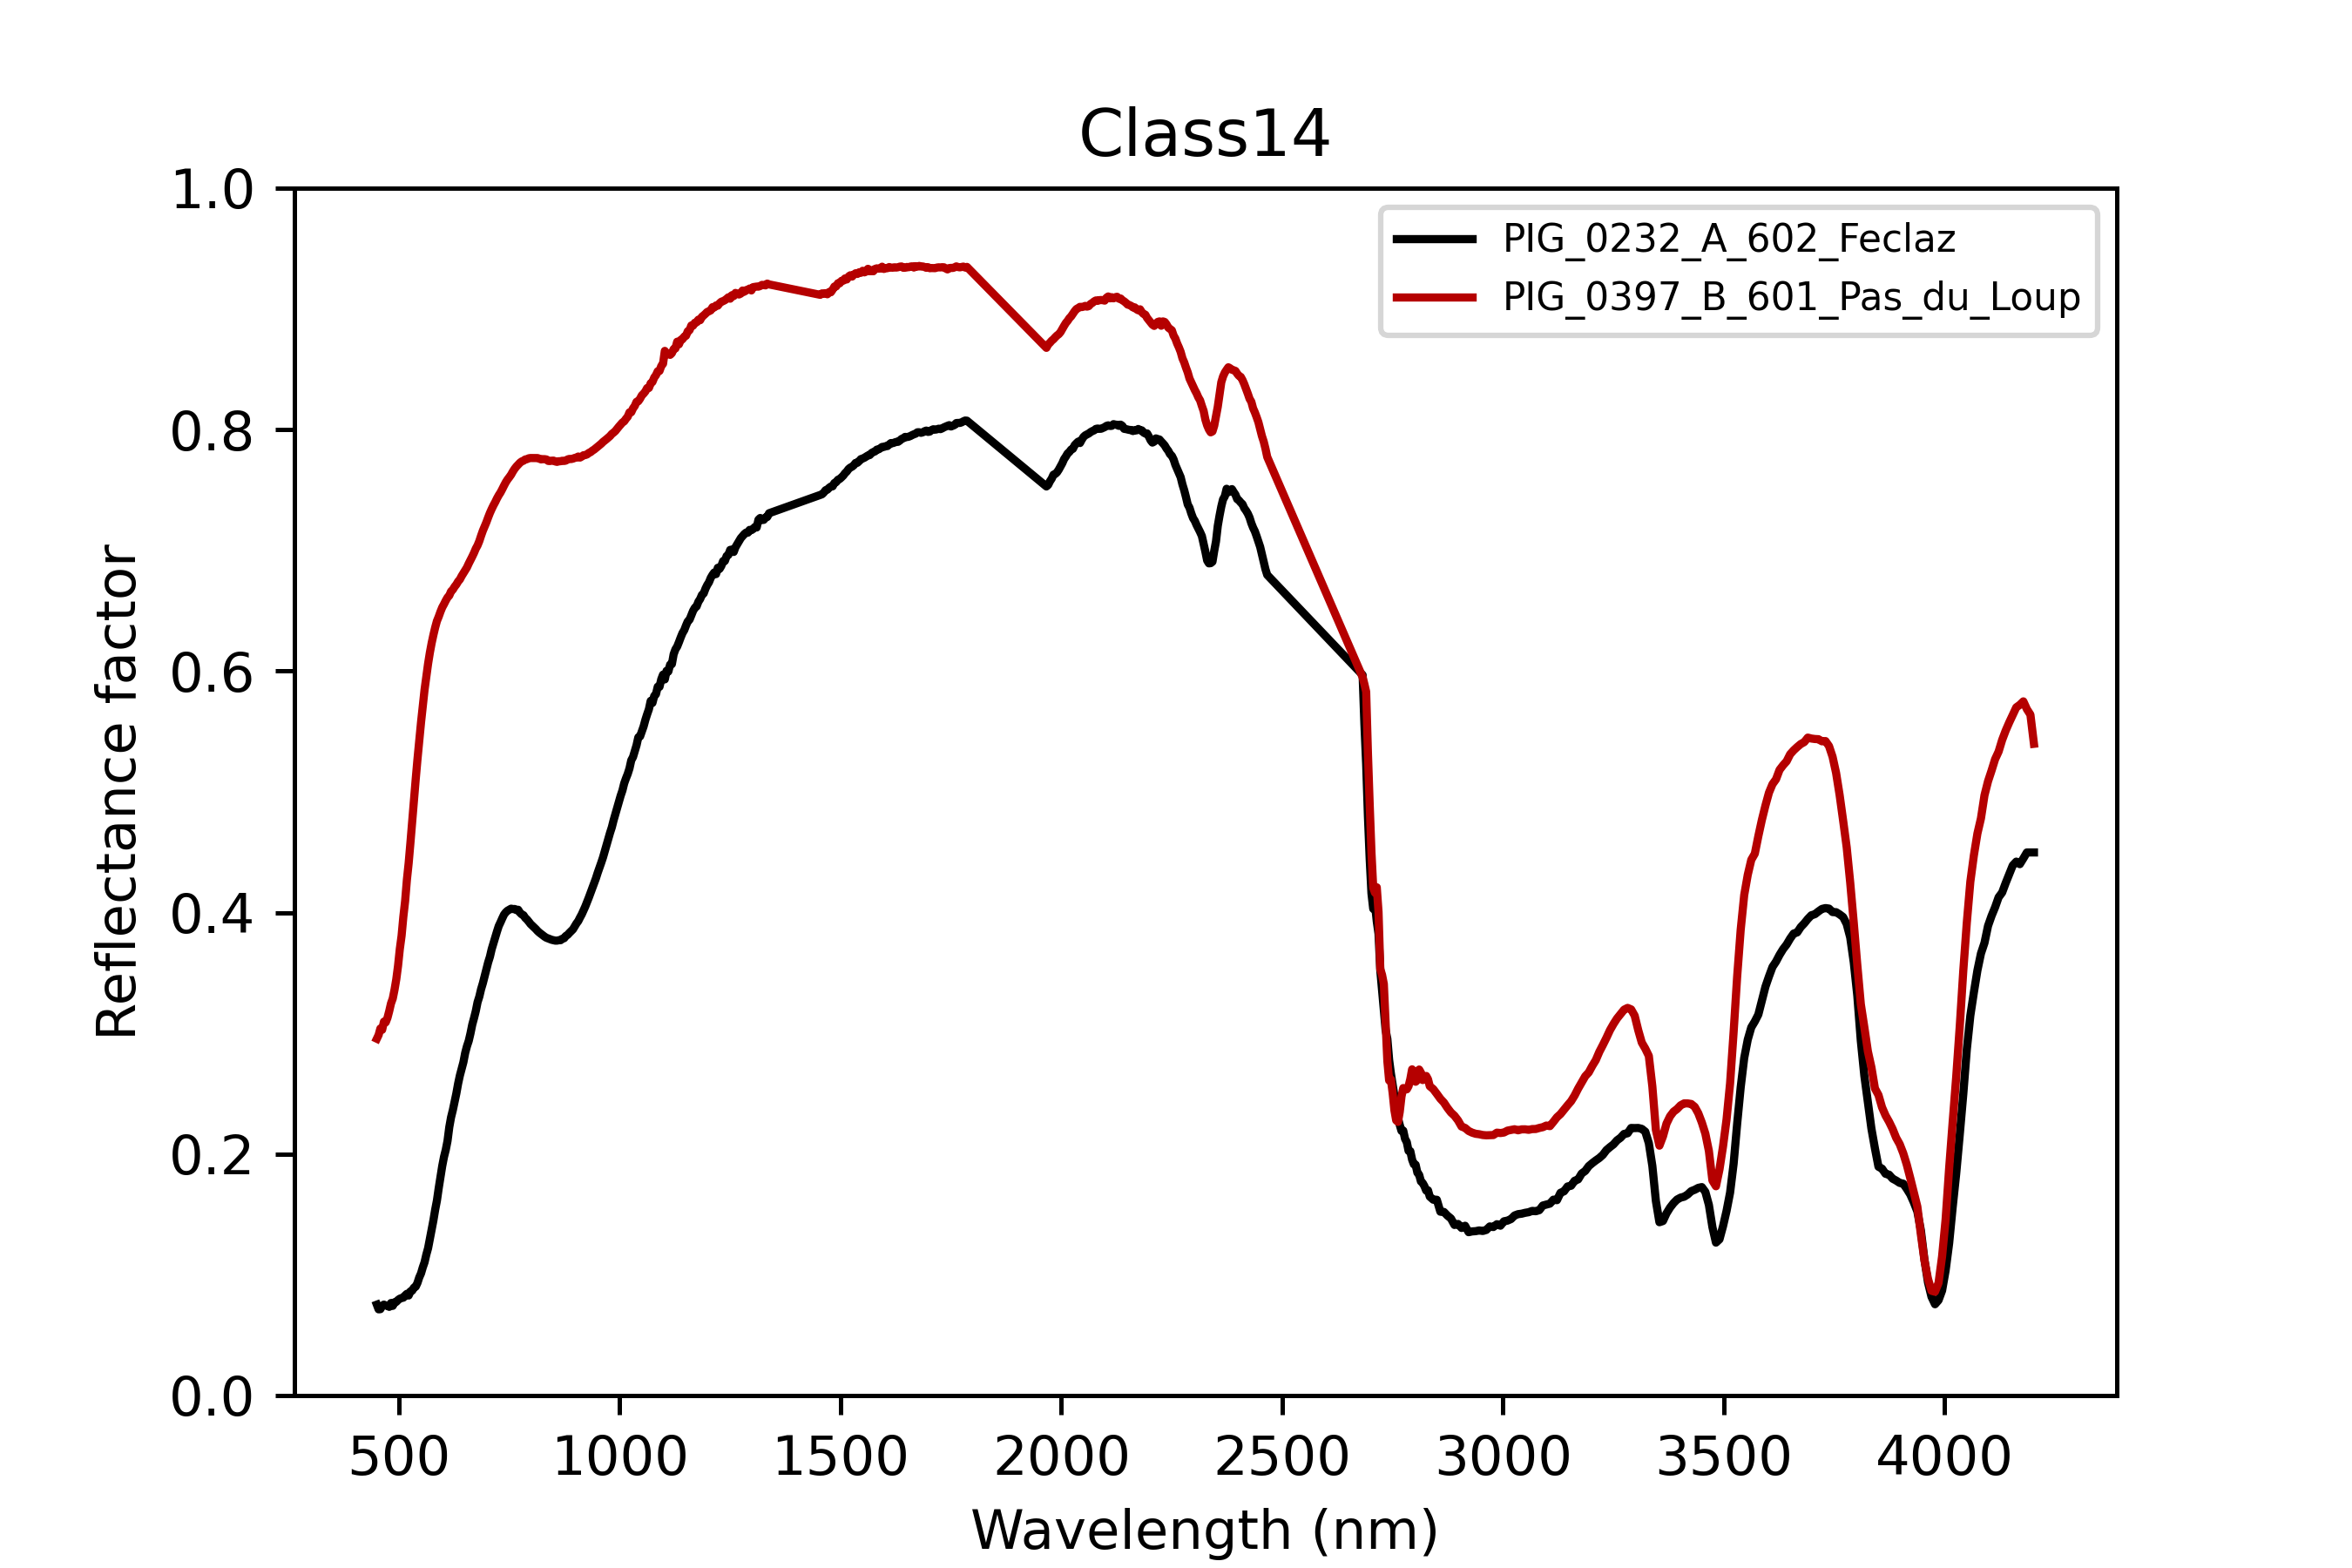 Class14
PIG_0232_A_602_Feclaz
PIG_0397_B_601_Pas_du_Loup
Reflectance factor
1.0
0.8
0.6
0.4
0.2
0.0
500 1000 1500 2000 2500 3000 3500 4000
Wavelength (nm)